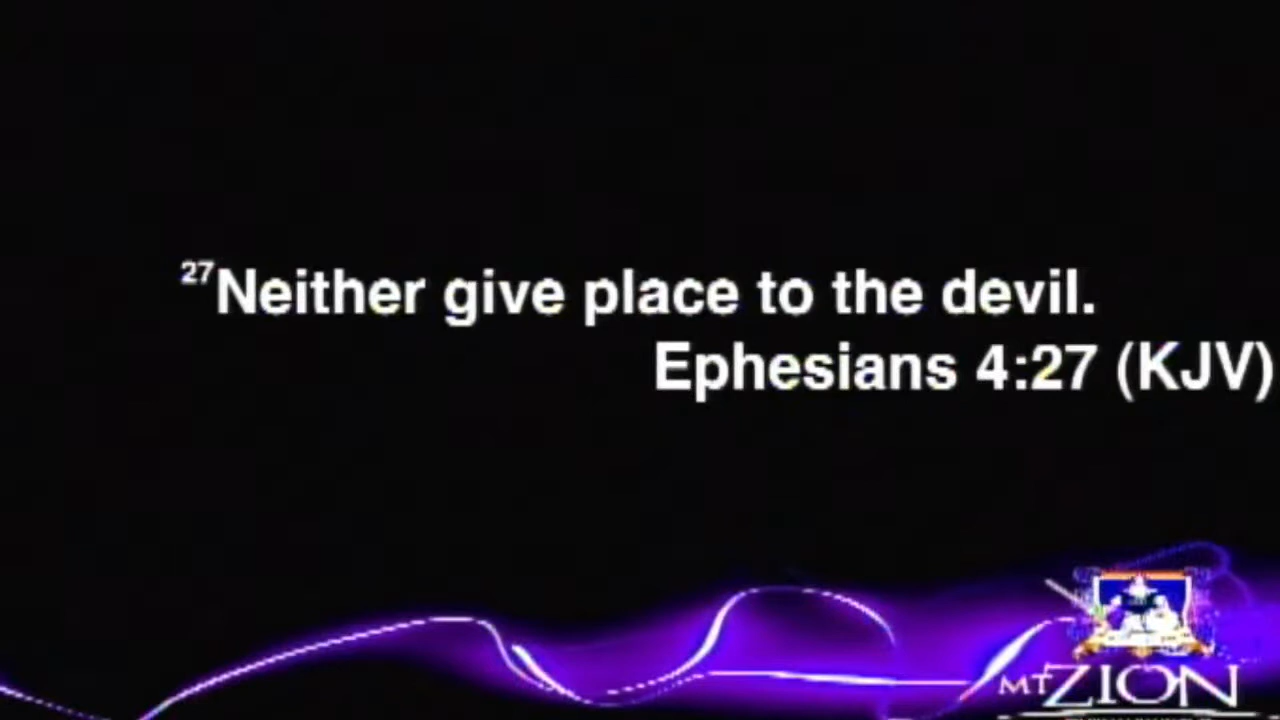 27Neither give place to the devil.
Ephesians 4:27 (KJV)
MT ZION